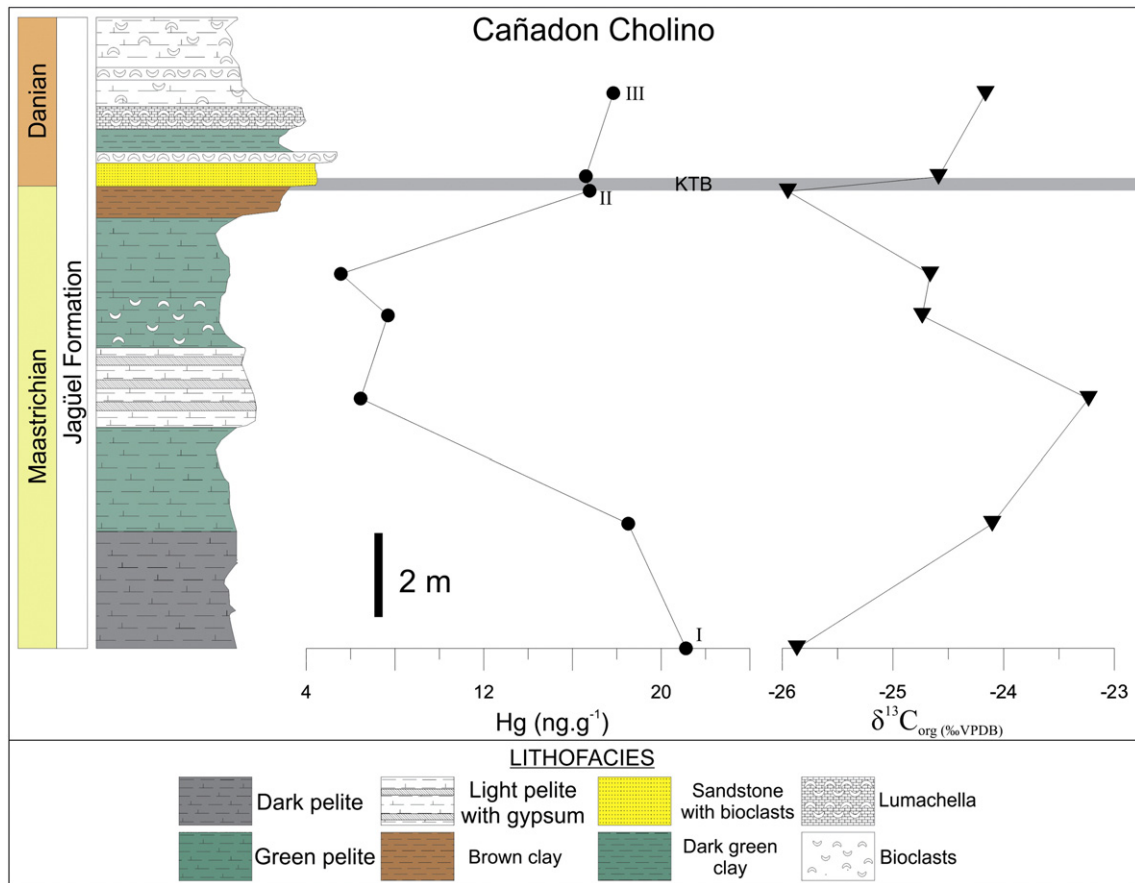 Cañadon Cholino
Danian
Maastrichian
Jagüel Formation
III
KTB
II
2 m
I
4 12 20
Hg (ng.g-1)
-26 -25 -24 -23
δ13Corg (‰VPDB)
LITHOFACIES
Dark pelite
Light pelite
with gypsum
Sandstone
with bioclasts
Lumachella
Green pelite
Brown clay
Dark green
clay
Bioclasts